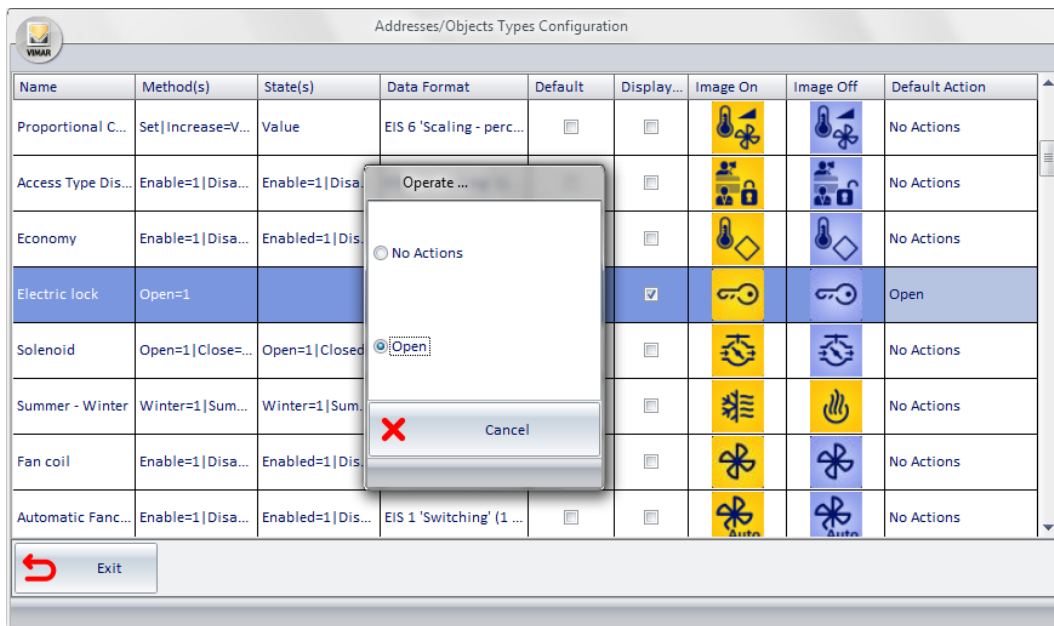 Addresses/Objects Types Configuration
VIMAR
Name Method(s) State(s) Data Format Default Display... Image On Image Off Default Action
Proportional C... Set|Increase=V... Value EIS 6 'Scaling - perc... No Actions
Access Type Dis... Enable=1|Disa... Enable=1|Disa. No Actions
Economy Enable=1|Disa... Enabled=1|Dis. No Actions
Electric lock Open=1 Open
Solenoid Open=1|Close=... Open=1|Closed No Actions
Summer - Winter Winter=1|Sum... Winter=1|Sum. No Actions
Fan coil Enable=1|Disa... Enabled=1|Dis. No Actions
Automatic Fanc... Enable=1|Disa... Enabled=1|Dis... EIS 1 'Switching' (1 ... Auto Auto No Actions
Operate ...
No Actions
Open
Cancel
Exit